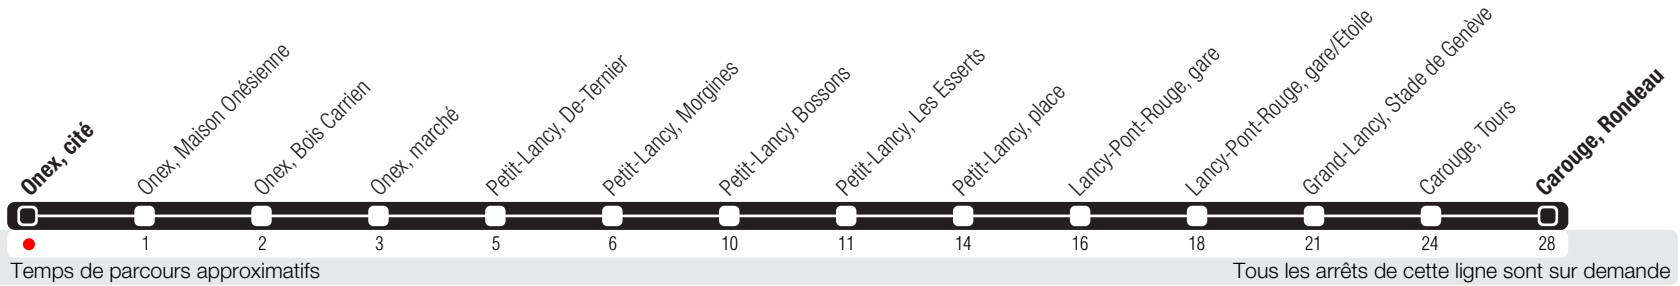 Onex, cité
Onex, Maison Onésienne
Onex, Bois Carrien
Onex, marché
Petit-Lancy, De-Ternier
Petit-Lancy, Morgines
Petit-Lancy, Bossons
Petit-Lancy, Les Esserts
Petit-Lancy, place
Lancy-Pont-Rouge, gare
Lancy-Pont-Rouge, gare/Etoile
Grand-Lancy, Stade de Genève
Carouge, Tours
Carouge, Rondeau
1 2 3 5 6 10 11 14 16 18 21 24 28
Temps de parcours approximatifs
Tous les arrêts de cette ligne sont sur demande